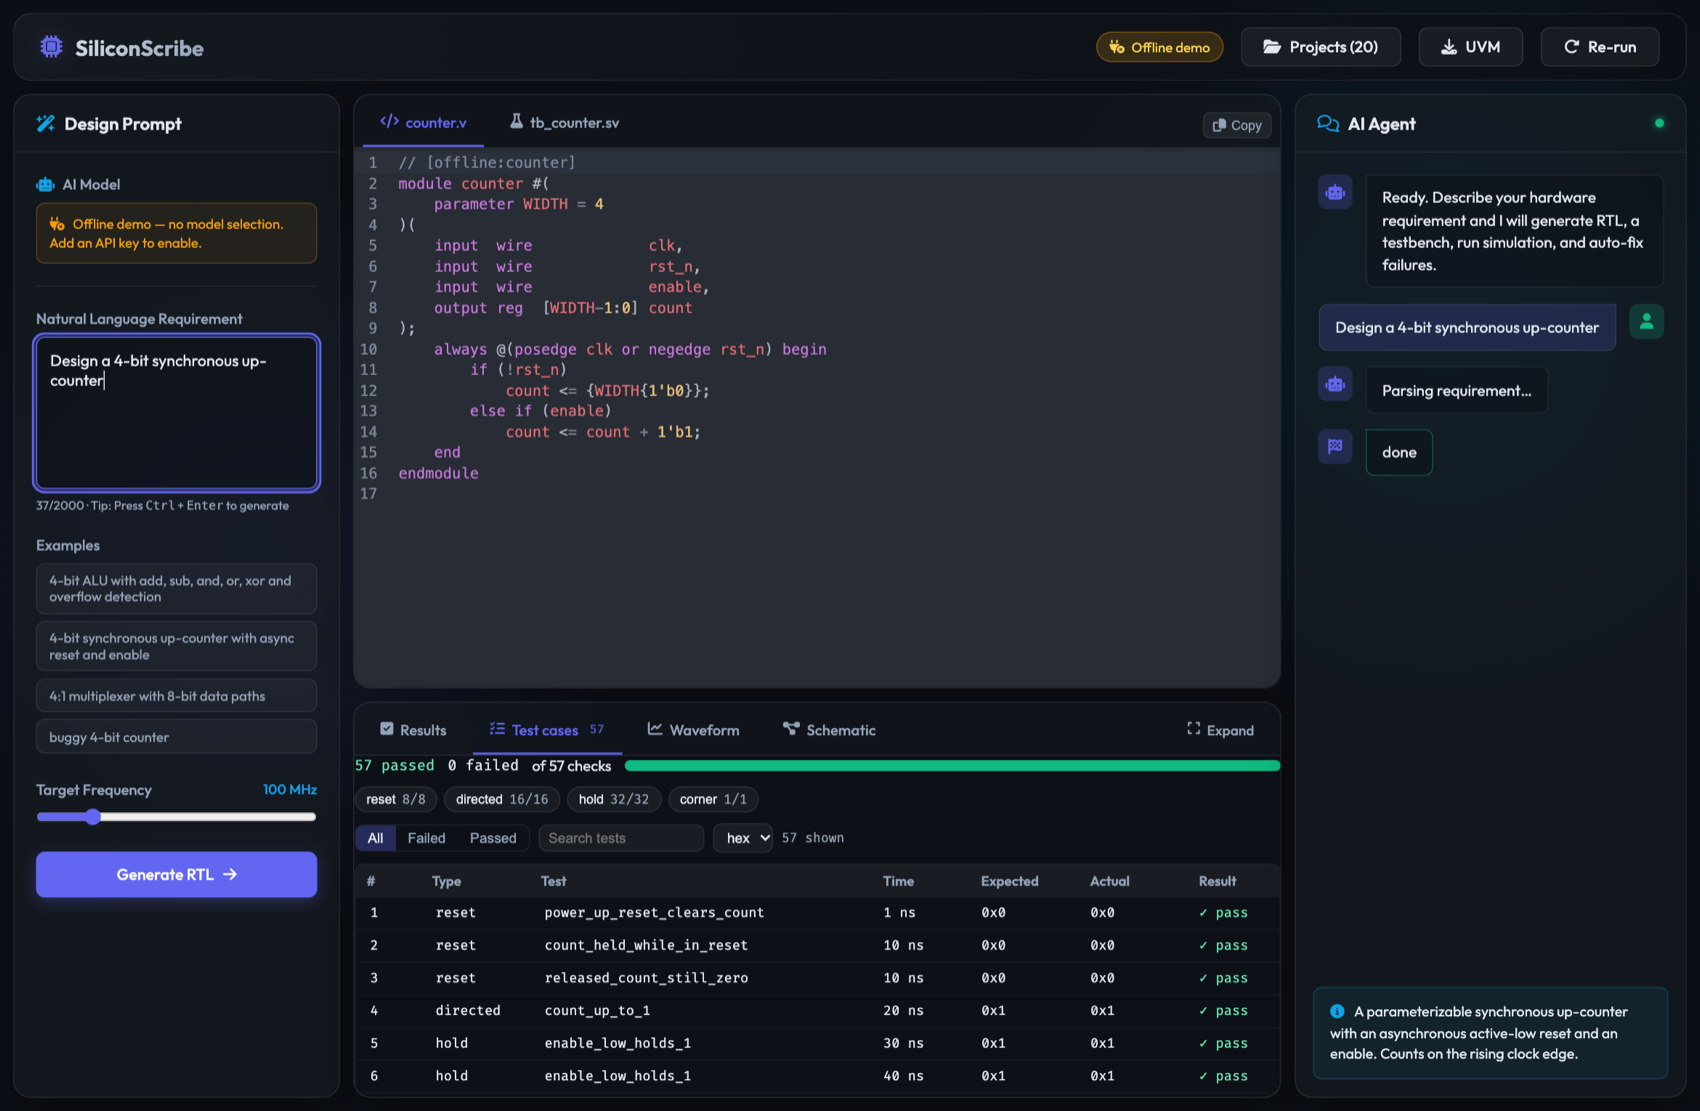 SiliconScribe
Offline demo
Projects (20)
UVM
Re-run
Design Prompt
AI Model
Offline demo — no model selection.
Add an API key to enable.
Natural Language Requirement
Design a 4-bit synchronous up-
counter
37/2000 · Tip: Press Ctrl + Enter to generate
Examples
4-bit ALU with add, sub, and, or, xor and
overflow detection
4-bit synchronous up-counter with async
reset and enable
4:1 multiplexer with 8-bit data paths
buggy 4-bit counter
Target Frequency 100 MHz
Generate RTL →
</> counter.v
tb_counter.sv
Copy
1 // [offline:counter]
2 module counter #(
3     parameter WIDTH = 4
4 )(
5     input  wire             clk,
6     input  wire             rst_n,
7     input  wire             enable,
8     output reg  [WIDTH-1:0] count
9 );
10     always @(posedge clk or negedge rst_n) begin
11         if (!rst_n)
12             count <= {WIDTH{1'b0}};
13         else if (enable)
14             count <= count + 1'b1;
15     end
16 endmodule
17
Results
Test cases 57
Waveform
Schematic
Expand
57 passed 0 failed of 57 checks
reset 8/8
directed 16/16
hold 32/32
corner 1/1
All
Failed
Passed
Search tests
hex
57 shown
# Type Test Time Expected Actual Result
1 reset power_up_reset_clears_count 1 ns 0x0 0x0 ✓ pass
2 reset count_held_while_in_reset 10 ns 0x0 0x0 ✓ pass
3 reset released_count_still_zero 10 ns 0x0 0x0 ✓ pass
4 directed count_up_to_1 20 ns 0x1 0x1 ✓ pass
5 hold enable_low_holds_1 30 ns 0x1 0x1 ✓ pass
6 hold enable_low_holds_1 40 ns 0x1 0x1 ✓ pass
AI Agent
Ready. Describe your hardware
requirement and I will generate RTL, a
testbench, run simulation, and auto-fix
failures.
Design a 4-bit synchronous up-counter
Parsing requirement...
done
A parameterizable synchronous up-counter
with an asynchronous active-low reset and an
enable. Counts on the rising clock edge.